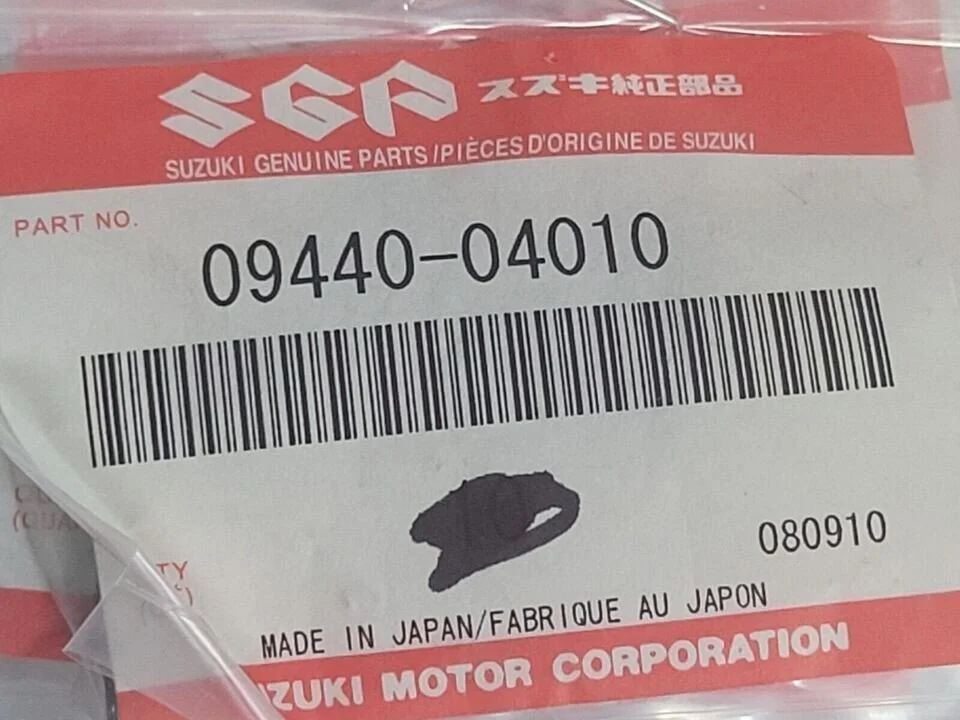 SGP スズキ純正部品
SUZUKI GENUINE PARTS/PIÈCES D'ORIGINE DE SUZUKI
PART NO.
09440-04010
080910
MADE IN JAPAN/FABRIQUE AU JAPON
SUZUKI MOTOR CORPORATION